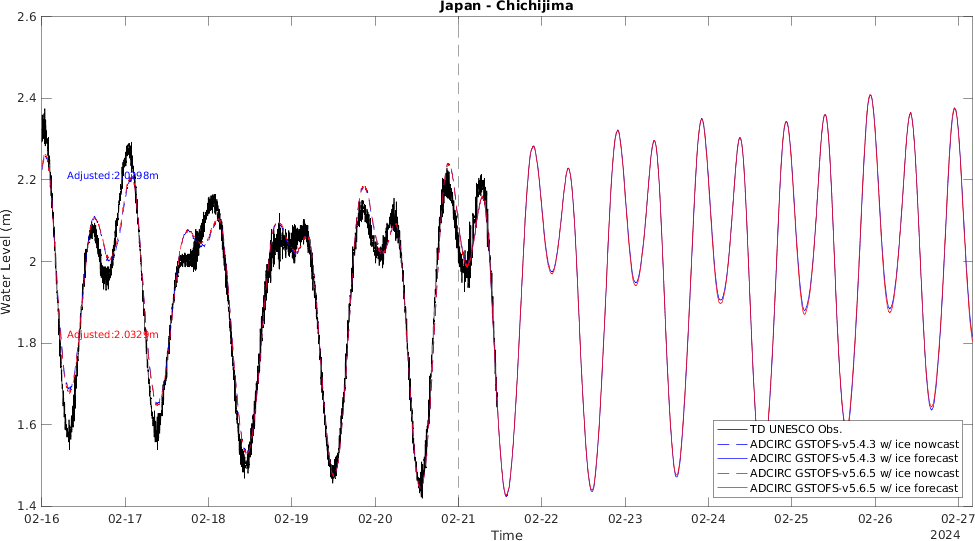 Japan - Chichijima
2.6
2.4
2.2
2
1.8
1.6
1.4
Water Level (m)
Adjusted:2.0298m
Adjusted:2.0329m
TD UNESCO Obs.
ADCIRC GSTOFS-v5.4.3 w/ ice nowcast
ADCIRC GSTOFS-v5.4.3 w/ ice forecast
ADCIRC GSTOFS-v5.6.5 w/ ice nowcast
ADCIRC GSTOFS-v5.6.5 w/ ice forecast
02-16 02-17 02-18 02-19 02-20 02-21 02-22 02-23 02-24 02-25 02-26 02-27
Time
2024